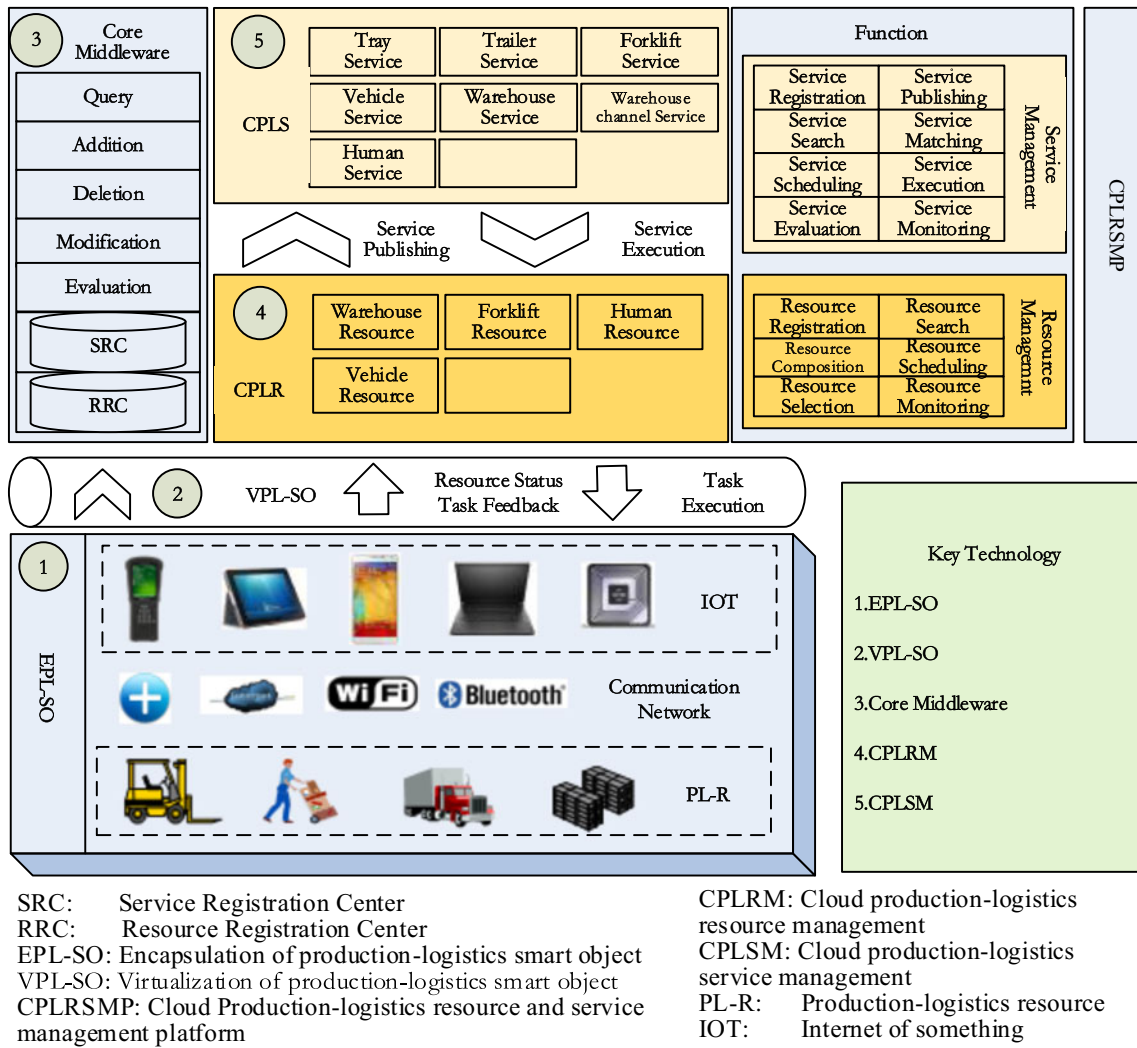 3
Core
Middleware
Query
Addition
Deletion
Modification
Evaluation
SRC
RRC
5
CPLS
Tray
Service
Trailer
Service
Forklift
Service
Vehicle
Service
Warehouse
Service
Warehouse
channel Service
Human
Service
Service
Publishing
Service
Execution
4
CPLR
Warehouse
Resource
Forklift
Resource
Human
Resource
Vehicle
Resource
Function
Service
Registration
Service
Publishing
Service
Search
Service
Matching
Service
Scheduling
Service
Execution
Service
Evaluation
Service
Monitoring
Service
Management
Resource
Registration
Resource
Search
Resource
Composition
Resource
Scheduling
Resource
Selection
Resource
Monitoring
Resource
Managemnt
CPLRSMP
2
VPL-SO
Resource Status
Task Feedback
Task
Execution
1
EPL-SO
IOT
WiFi
Bluetooth
Communication
Network
PL-R
Key Technology
1.EPL-SO
2.VPL-SO
3.Core Middleware
4.CPLRM
5.CPLSM
SRC: Service Registration Center
RRC: Resource Registration Center
EPL-SO: Encapsulation of production-logistics smart object
VPL-SO: Virtualization of production-logistics smart object
CPLRSMP: Cloud Production-logistics resource and service
management platform
CPLRM: Cloud production-logistics
resource management
CPLSM: Cloud production-logistics
service management
PL-R: Production-logistics resource
IOT: Internet of something